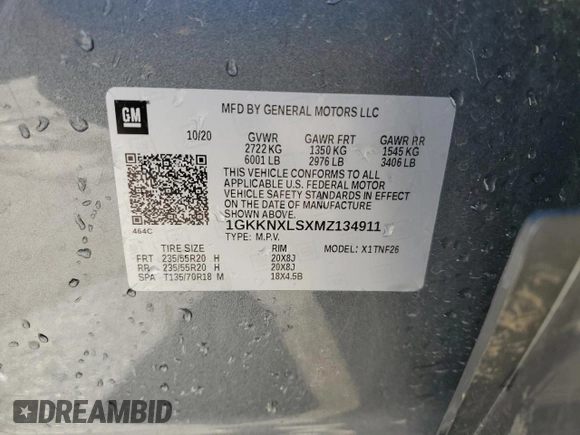 GM
MFD BY GENERAL MOTORS LLC
10/20 GVWR GAWR FRT GAWR RR
2722 KG 1350 KG 1545 KG
6001 LB 2976 LB 3406 LB
THIS VEHICLE CONFORMS TO ALL
APPLICABLE U.S. FEDERAL MOTOR
VEHICLE SAFETY STANDARDS IN EFFECT
ON THE DATE OF MANUFACTURE
SHOWN ABOVE.
464C
1GKKNXLSXMZ134911
TYPE: M.P.V. MODEL: X1TNF26
TIRE SIZE RIM
FRT 235/55R20 H 20X8J
RR 235/55R20 H 20X8J
SPA T135/70R18 M 18X4.5B
DREAMBID